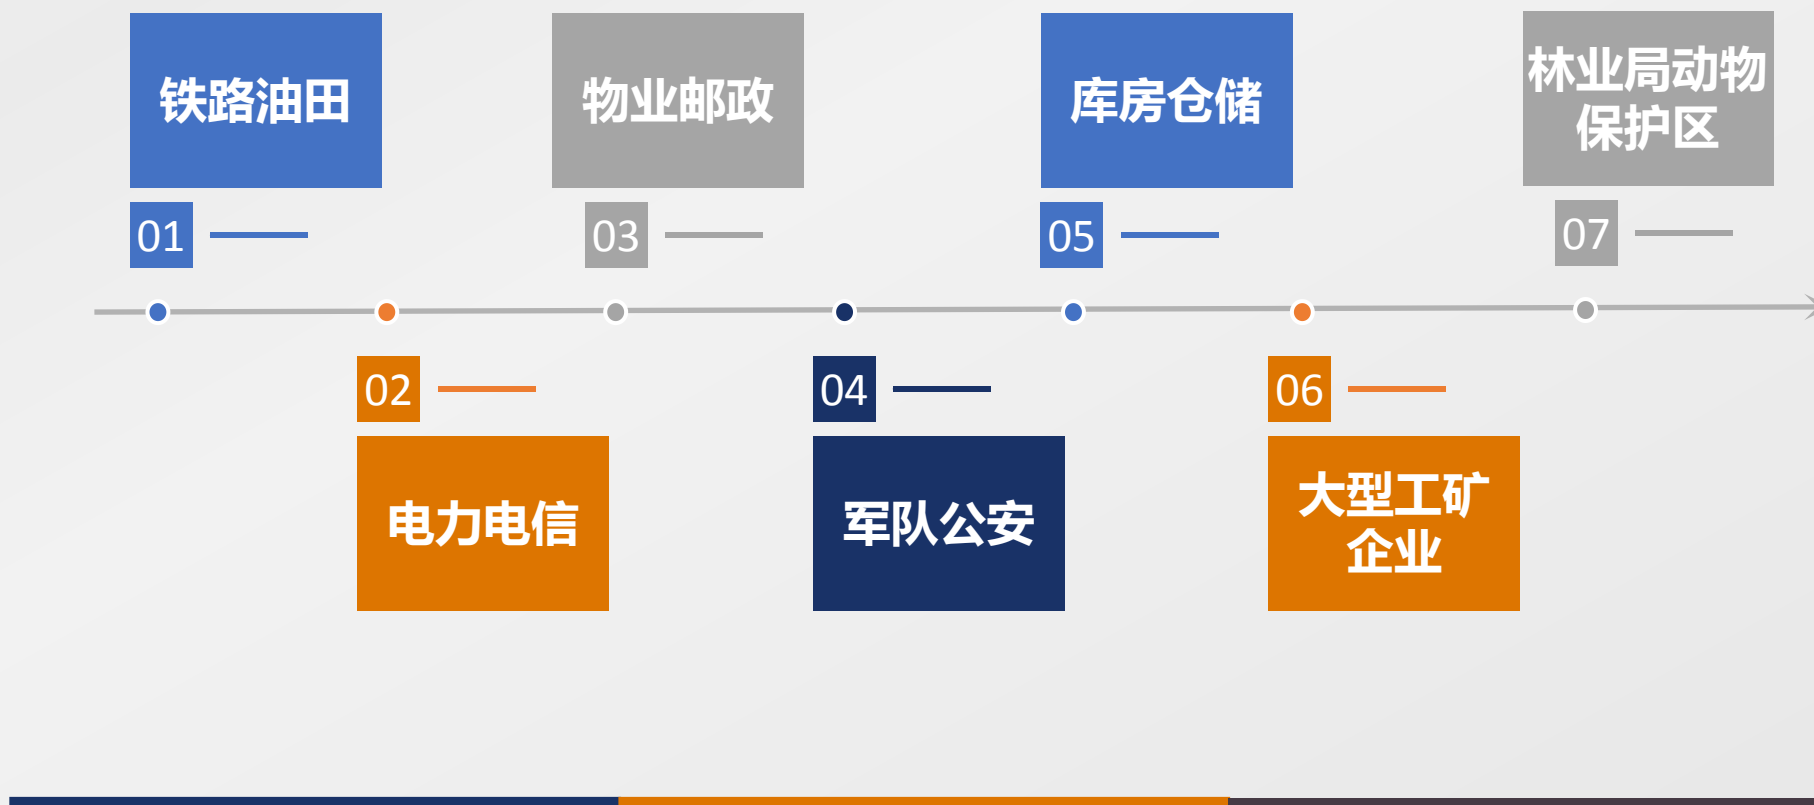 铁路油田
01
02
电力电信
物业邮政
03
04
军队公安
库房仓储
05
06
大型工矿
企业
林业局动物
保护区
07